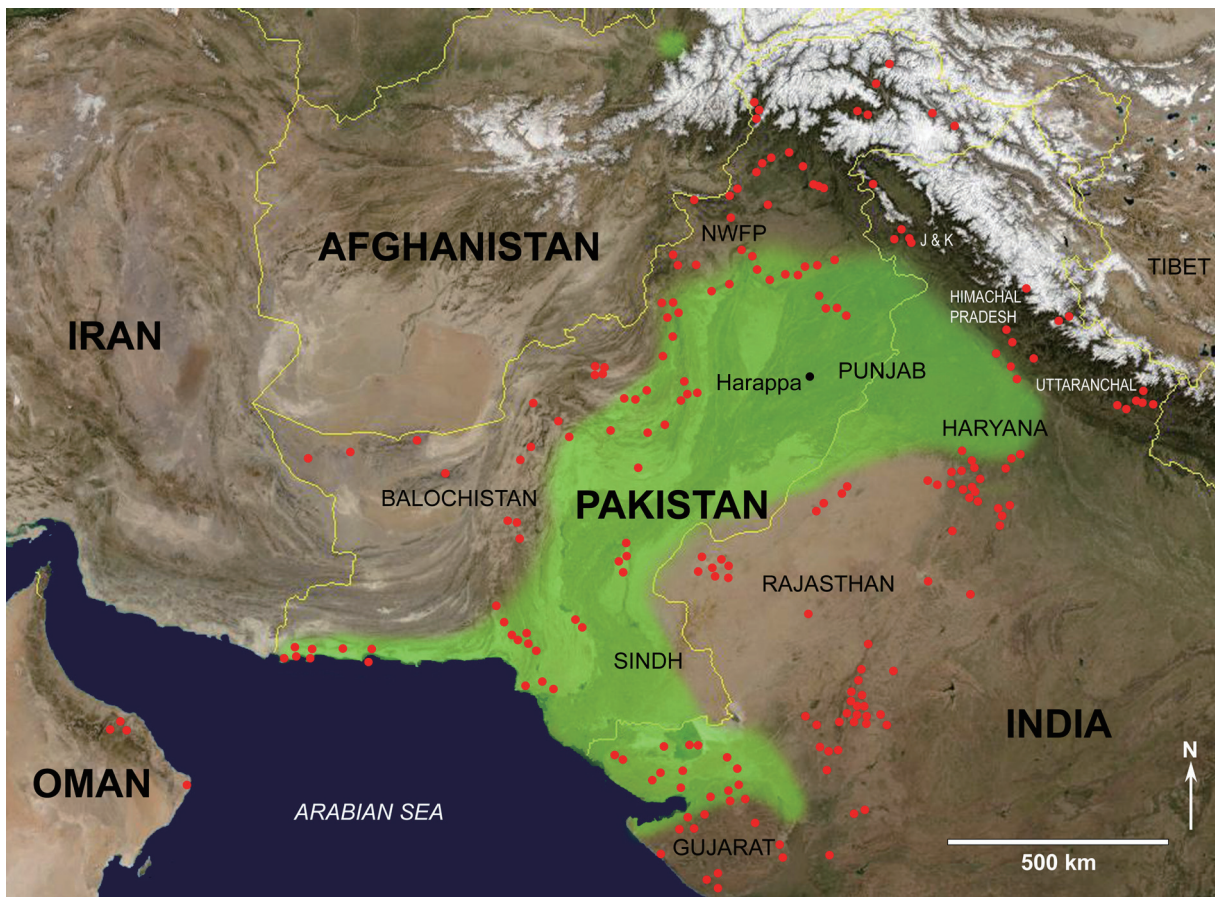 NWFP
J & K
AFGHANISTAN
TIBET
HIMACHAL
PRADESH
IRAN
Harappa
PUNJAB
UTTARANCHAL
HARYANA
BALOCHISTAN
PAKISTAN
RAJASTHAN
SINDH
INDIA
N
OMAN
ARABIAN SEA
GUJARAT
500 km